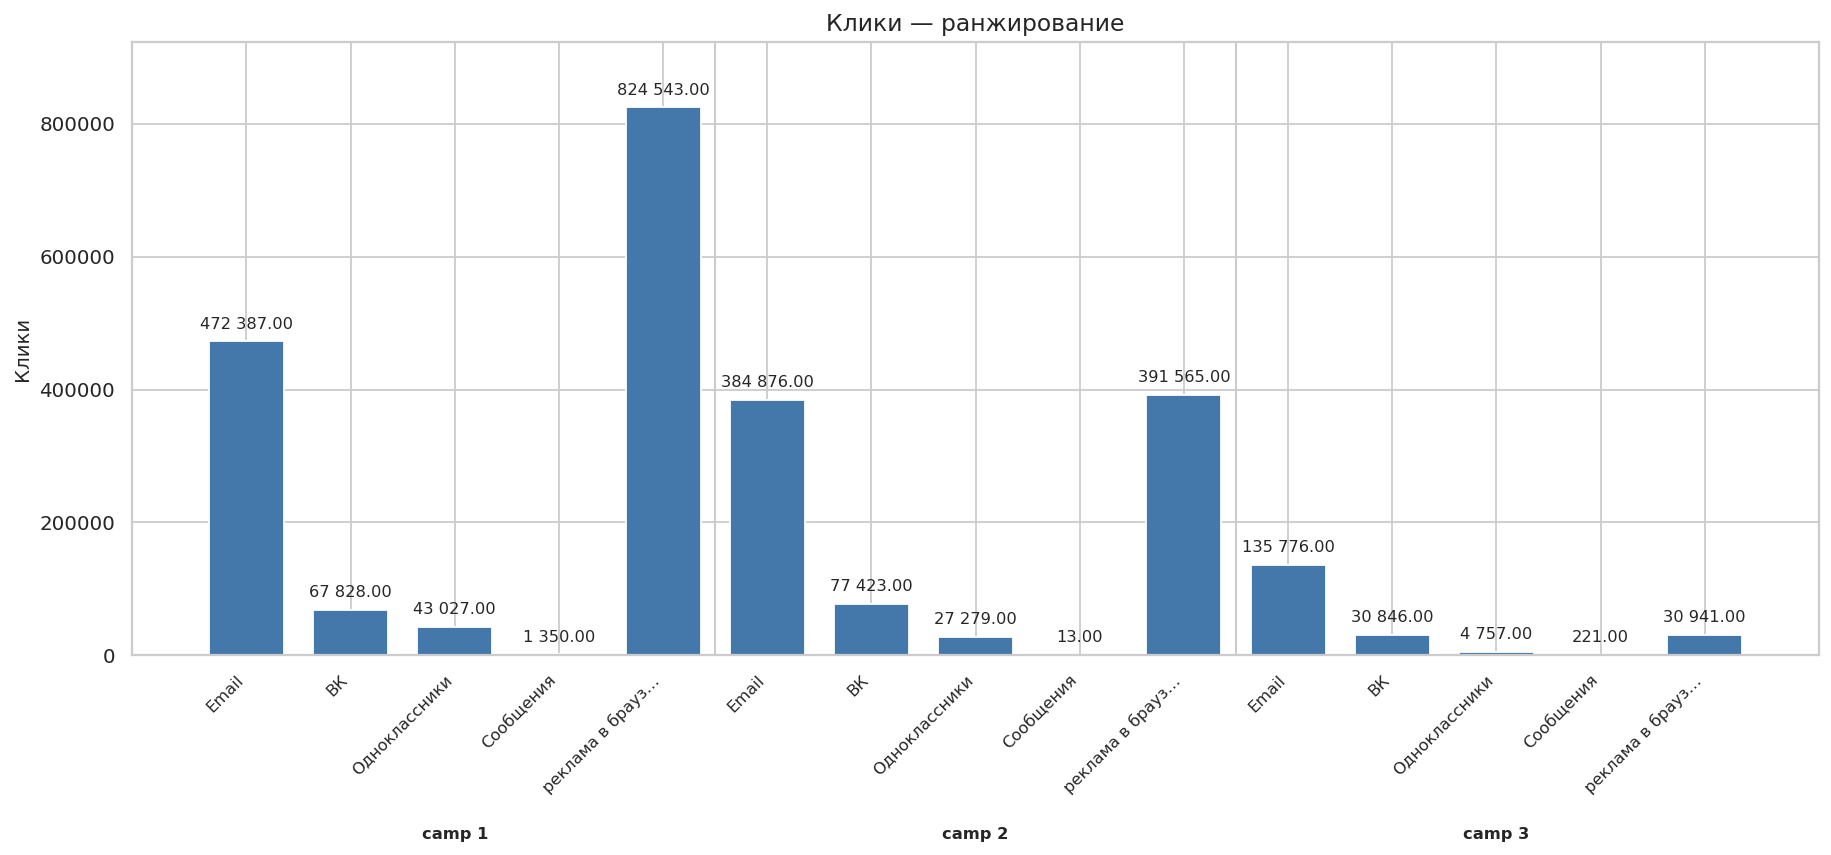 Клики — ранжирование
Клики
800000
600000
400000
200000
0
472 387.00
67 828.00
43 027.00
1 350.00
824 543.00
384 876.00
77 423.00
27 279.00
13.00
391 565.00
135 776.00
30 846.00
4 757.00
221.00
30 941.00
Email
ВК
Одноклассники
Сообщения
реклама в брауз...
Email
ВК
Одноклассники
Сообщения
реклама в брауз...
Email
ВК
Одноклассники
Сообщения
реклама в брауз...
camp 1
camp 2
camp 3